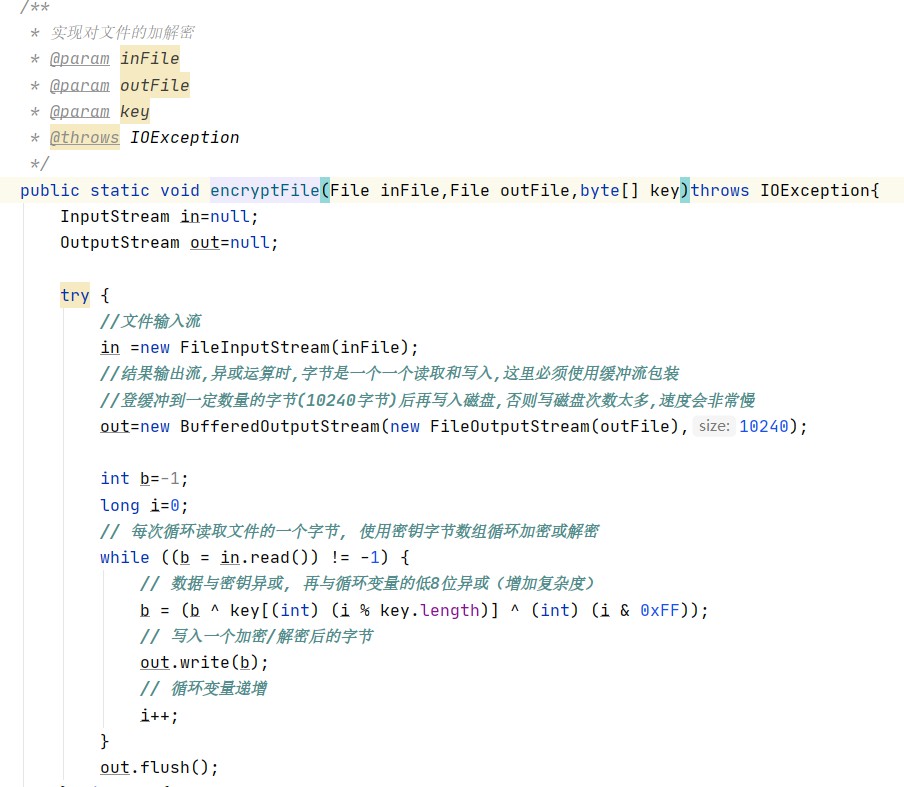 /**
 * 实现对文件的加解密
 * @param inFile
 * @param outFile
 * @param key
 * @throws IOException
 */
public static void encryptFile(File inFile,File outFile,byte[] key)throws IOException{
    InputStream in=null;
    OutputStream out=null;

    try {
        //文件输入流
        in =new FileInputStream(inFile);
        //结果输出流,异或运算时,字节是一个一个读取和写入,这里必须使用缓冲流包装
        //登缓冲到一定数量的字节(10240字节)后再写入磁盘,否则写磁盘次数太多,速度会非常慢
        out=new BufferedOutputStream(new FileOutputStream(outFile), size: 10240);

        int b=-1;
        long i=0;
        // 每次循环读取文件的一个字节, 使用密钥字节数组循环加密或解密
        while ((b = in.read()) != -1) {
            // 数据与密钥异或, 再与循环变量的低8位异或（增加复杂度）
            b = (b ^ key[(int) (i % key.length)] ^ (int) (i & 0xFF));
            // 写入一个加密/解密后的字节
            out.write(b);
            // 循环变量递增
            i++;
        }
        out.flush();